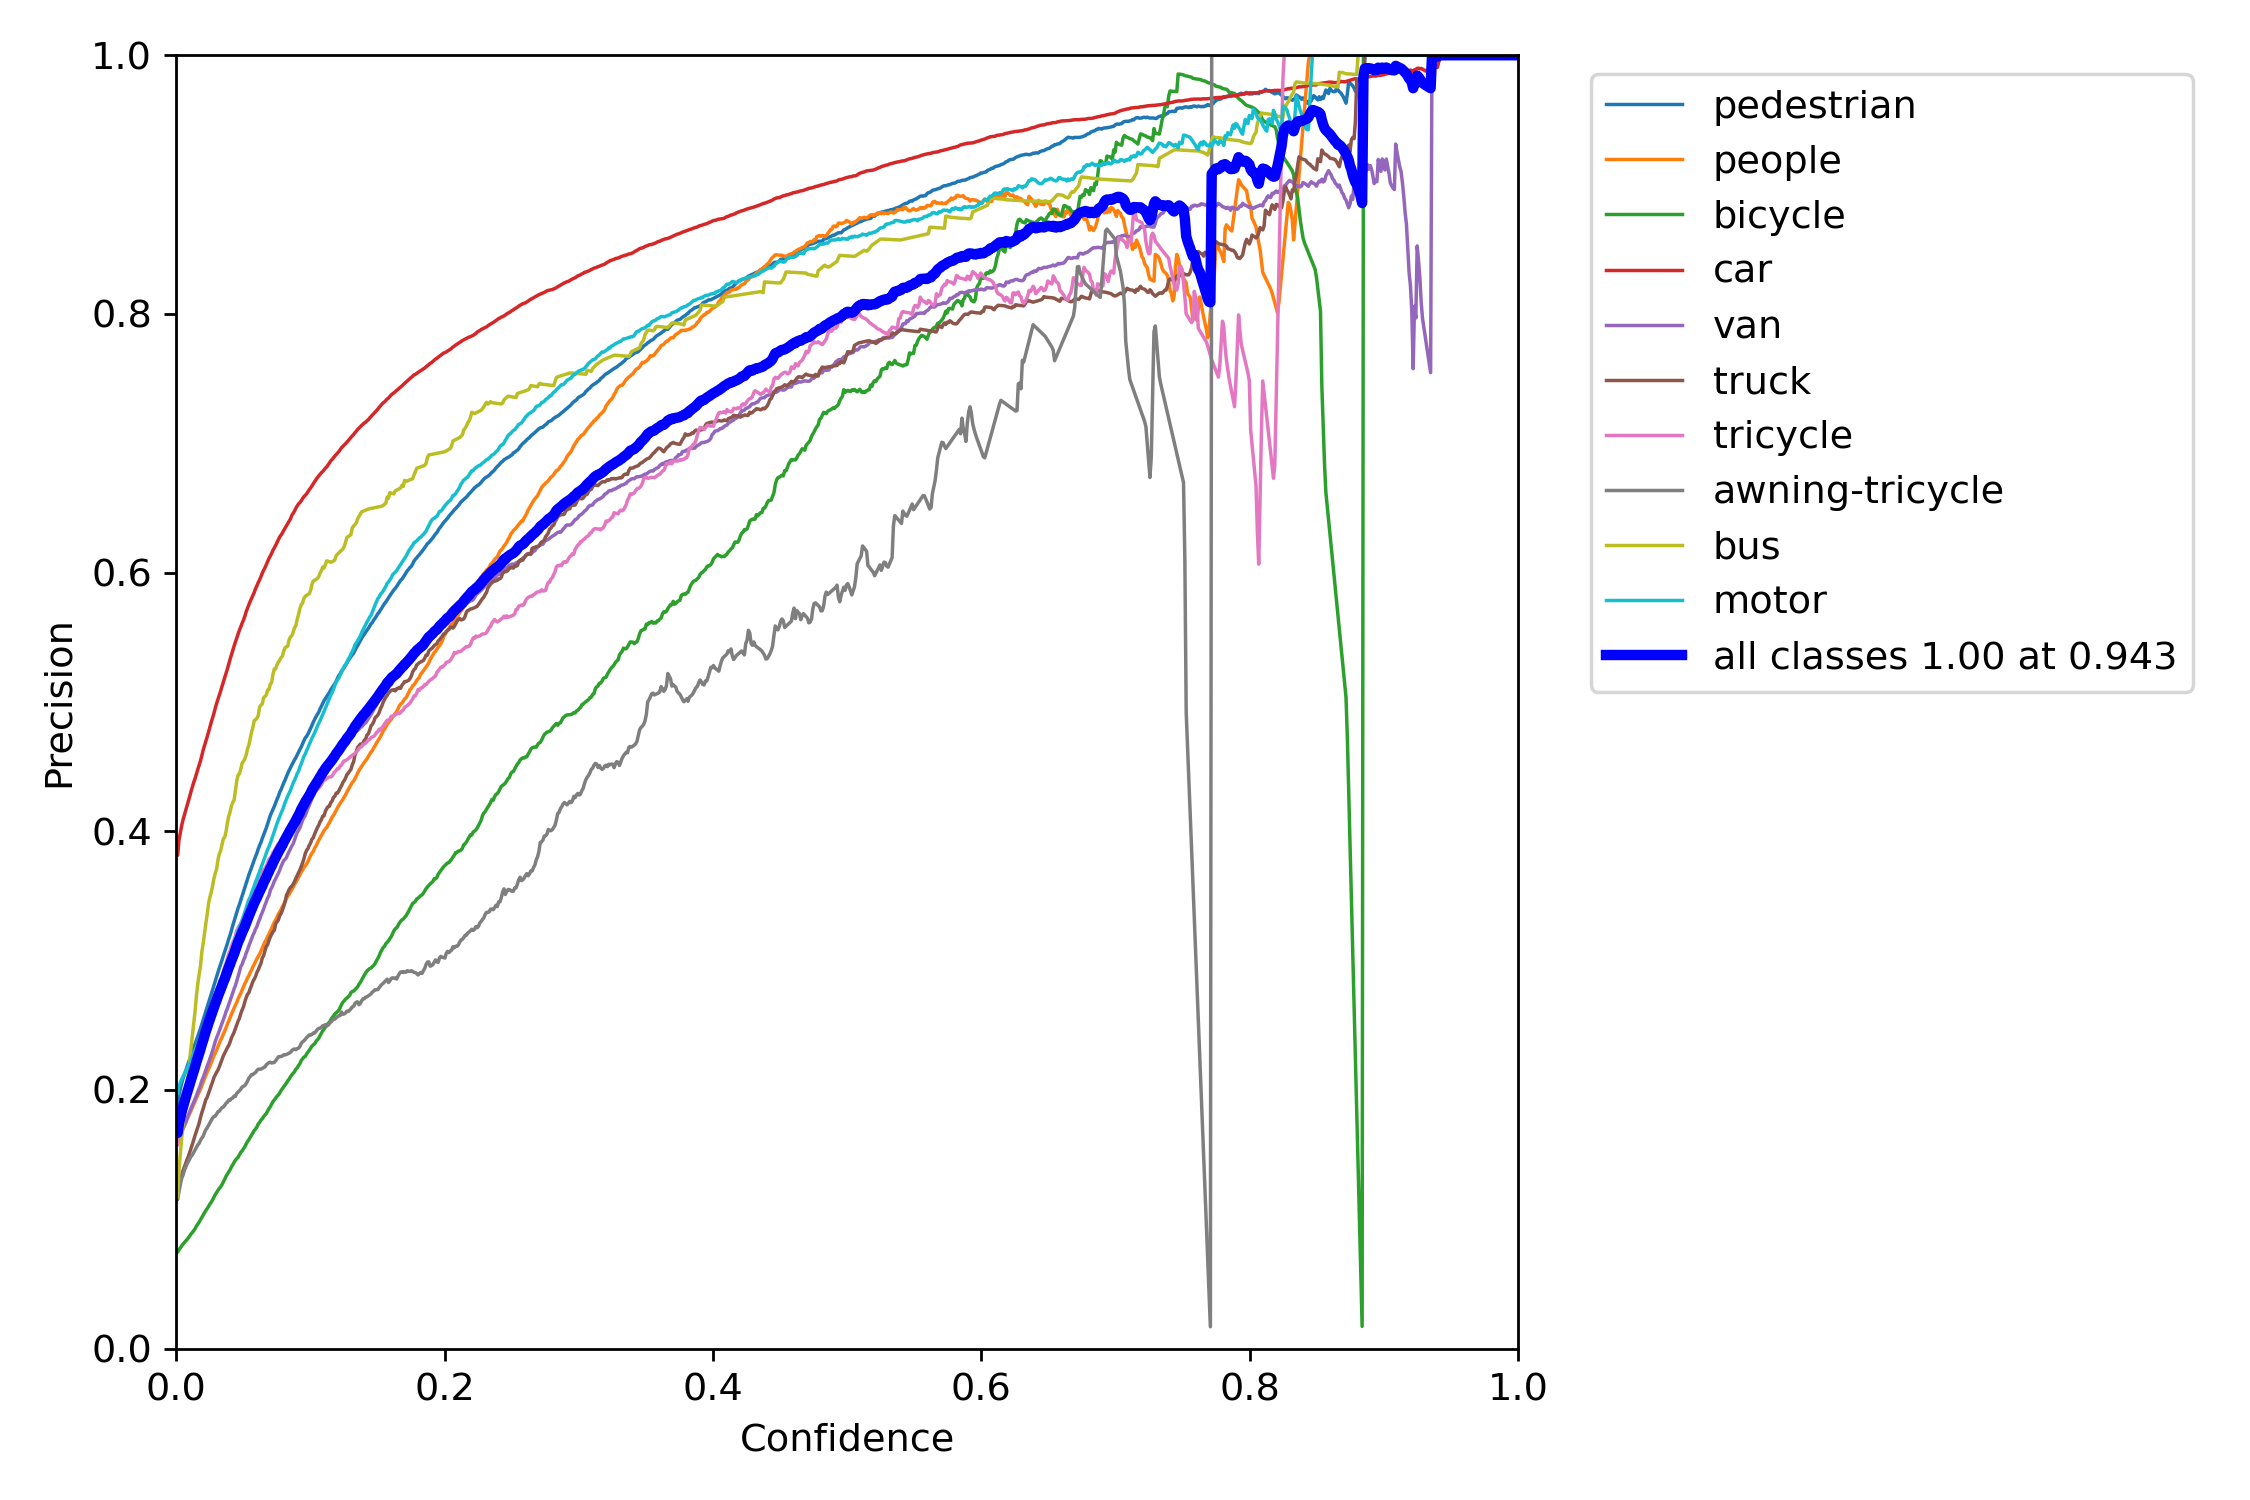 1.0
0.8
0.6
0.4
0.2
0.0
Precision
0.0 0.2 0.4 0.6 0.8 1.0
Confidence
pedestrian
people
bicycle
car
van
truck
tricycle
awning-tricycle
bus
motor
all classes 1.00 at 0.943